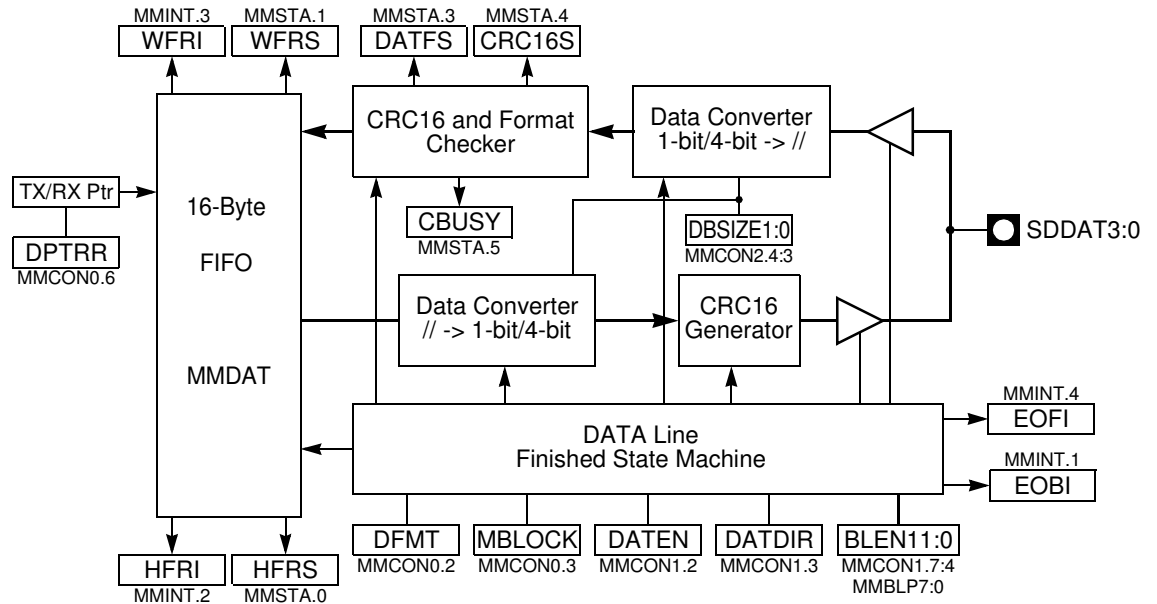 MMINT.3
WFRI
MMSTA.1
WFRS
MMSTA.3
DATFS
MMSTA.4
CRC16S
CRC16 and Format
Checker
Data Converter
1-bit/4-bit -> //
TX/RX Ptr
DPTRR
MMCON0.6
16-Byte
FIFO
MMDAT
CBUSY
MMSTA.5
DBSIZE1:0
MMCON2.4:3
SDDAT3:0
Data Converter
// -> 1-bit/4-bit
CRC16
Generator
DATA Line
Finished State Machine
MMINT.4
EOFI
MMINT.1
EOBI
HFRI
MMINT.2
HFRS
MMSTA.0
DFMT
MMCON0.2
MBLOCK
MMCON0.3
DATEN
MMCON1.2
DATDIR
MMCON1.3
BLEN11:0
MMCON1.7:4
MMBLP7:0